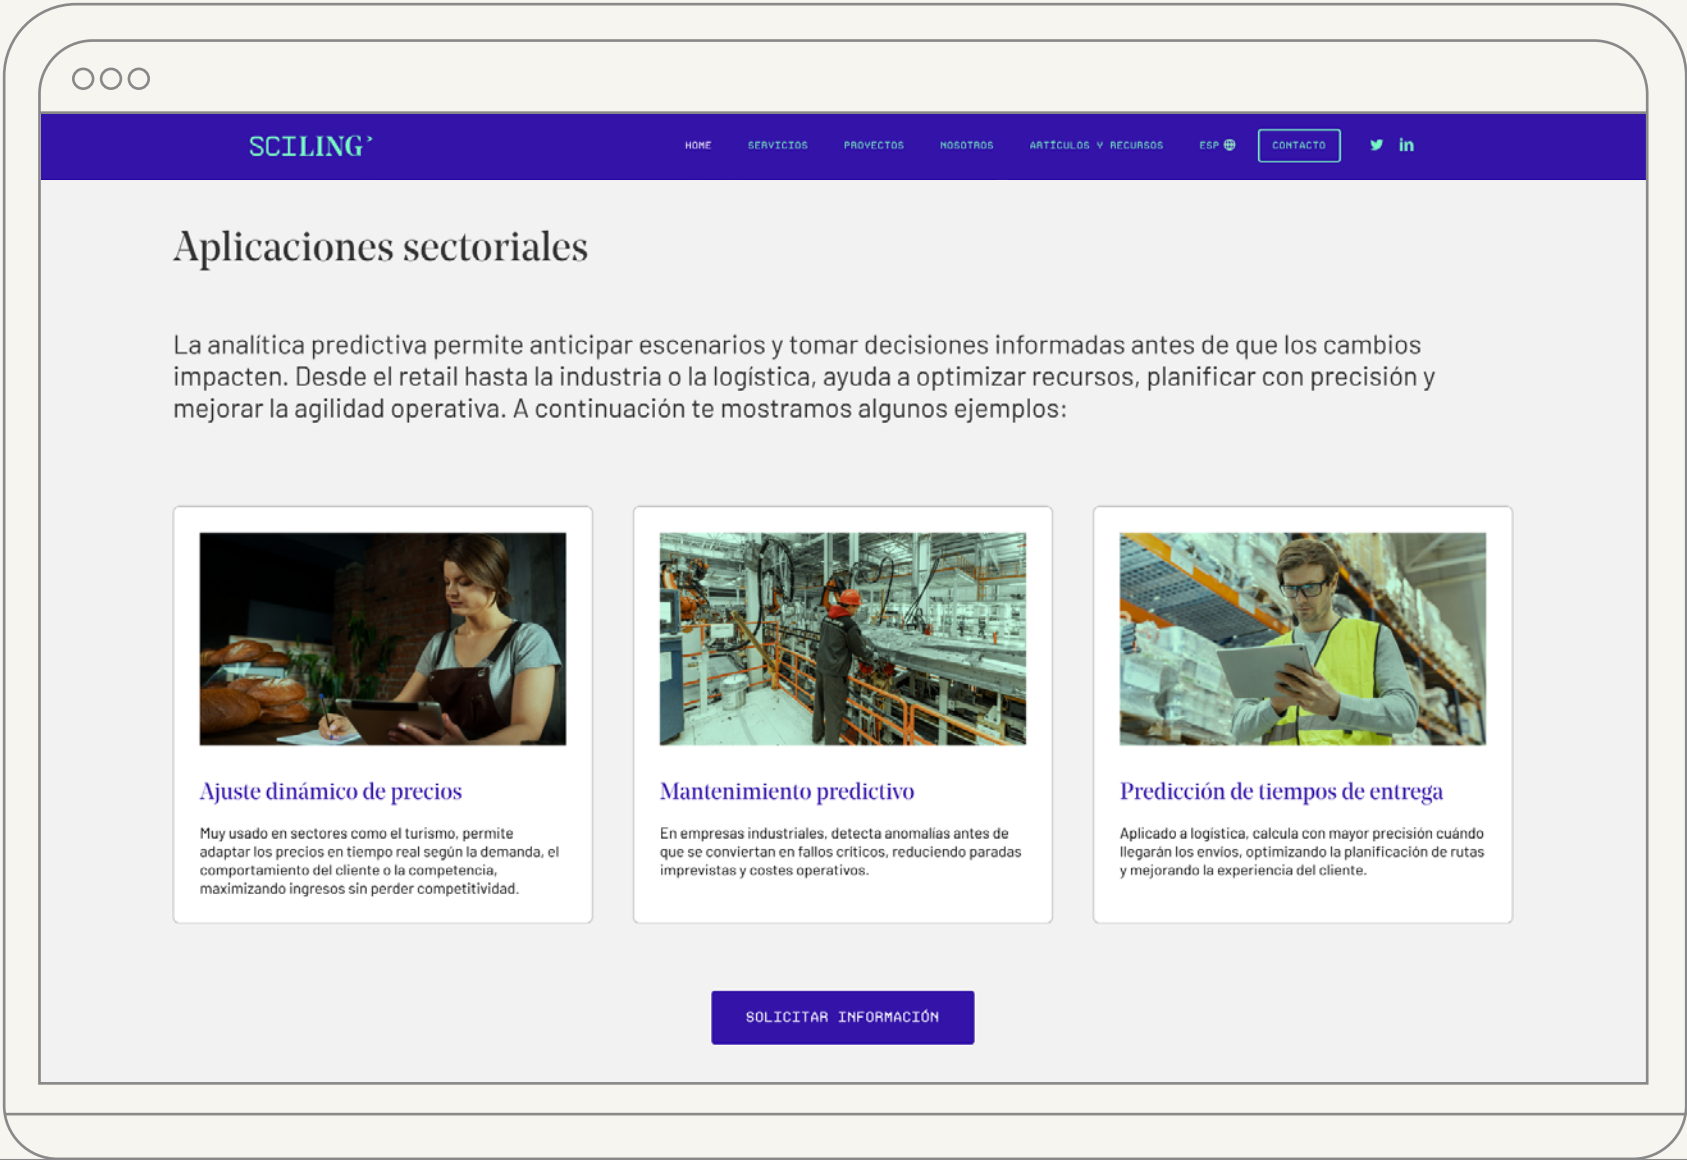 SCILING
HOME
SERVICIOS
PROYECTOS
NOSOTROS
ARTÍCULOS Y RECURSOS
ESP
CONTACTO
in
Aplicaciones sectoriales
La analítica predictiva permite anticipar escenarios y tomar decisiones informadas antes de que los cambios
impacten. Desde el retail hasta la industria o la logística, ayuda a optimizar recursos, planificar con precisión y
mejorar la agilidad operativa. A continuación te mostramos algunos ejemplos:
Ajuste dinámico de precios
Muy usado en sectores como el turismo, permite
adaptar los precios en tiempo real según la demanda, el
comportamiento del cliente o la competencia,
maximizando ingresos sin perder competitividad.
Mantenimiento predictivo
En empresas industriales, detecta anomalías antes de
que se conviertan en fallos críticos, reduciendo paradas
imprevistas y costes operativos.
Predicción de tiempos de entrega
Aplicado a logística, calcula con mayor precisión cuándo
llegarán los envíos, optimizando la planificación de rutas
y mejorando la experiencia del cliente.
SOLICITAR INFORMACIÓN